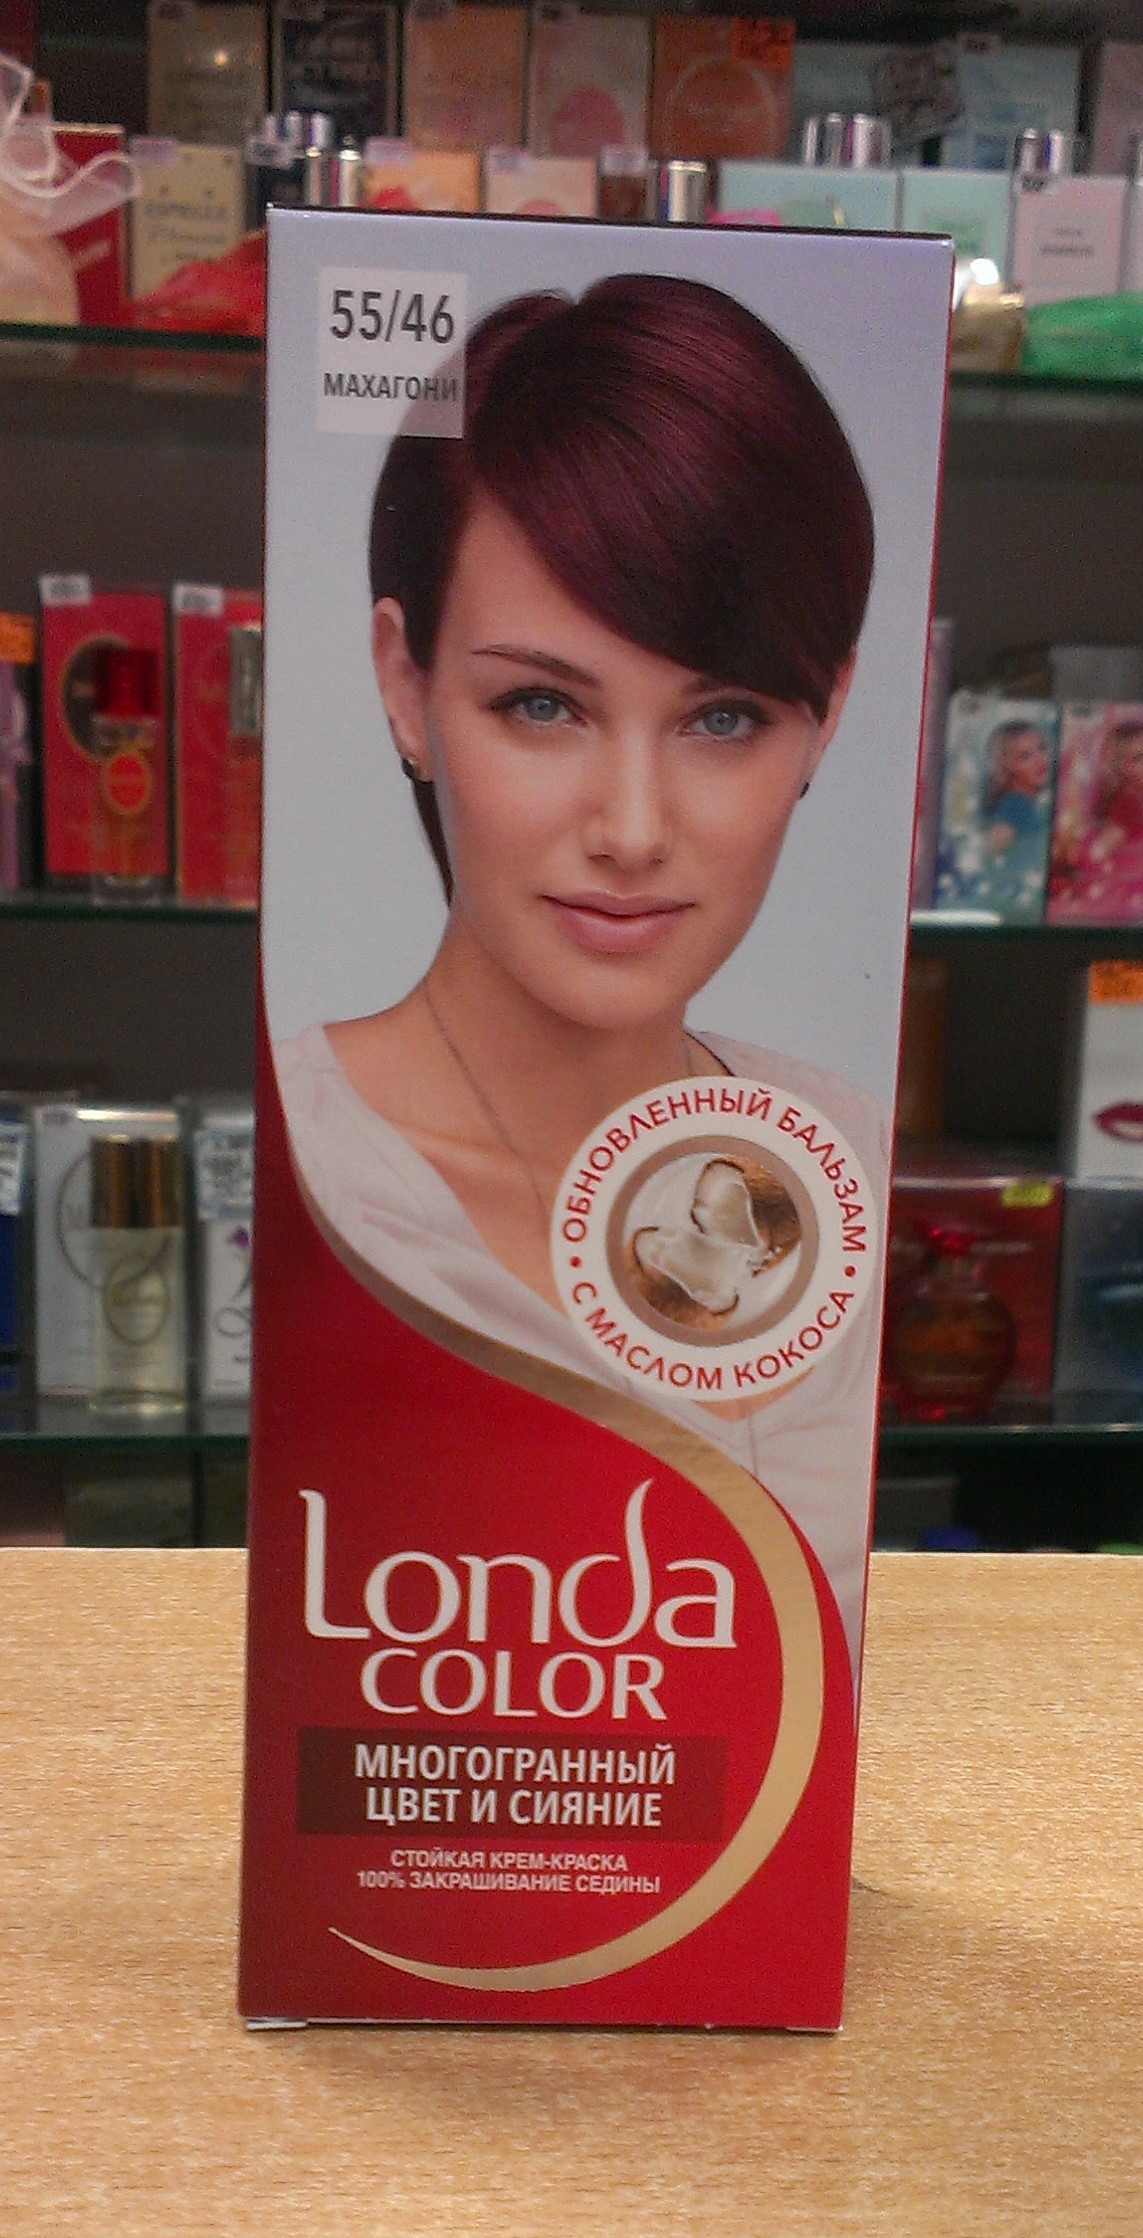 55/46
МАХАГОНИ
• ОБНОВЛЕННЫЙ БАЛЬЗАМ •
С МАСЛОМ КОКОСА
Londa
COLOR
МНОГОГРАННЫЙ
ЦВЕТ И СИЯНИЕ
СТОЙКАЯ КРЕМ-КРАСКА
100% ЗАКРАШИВАНИЕ СЕДИНЫ